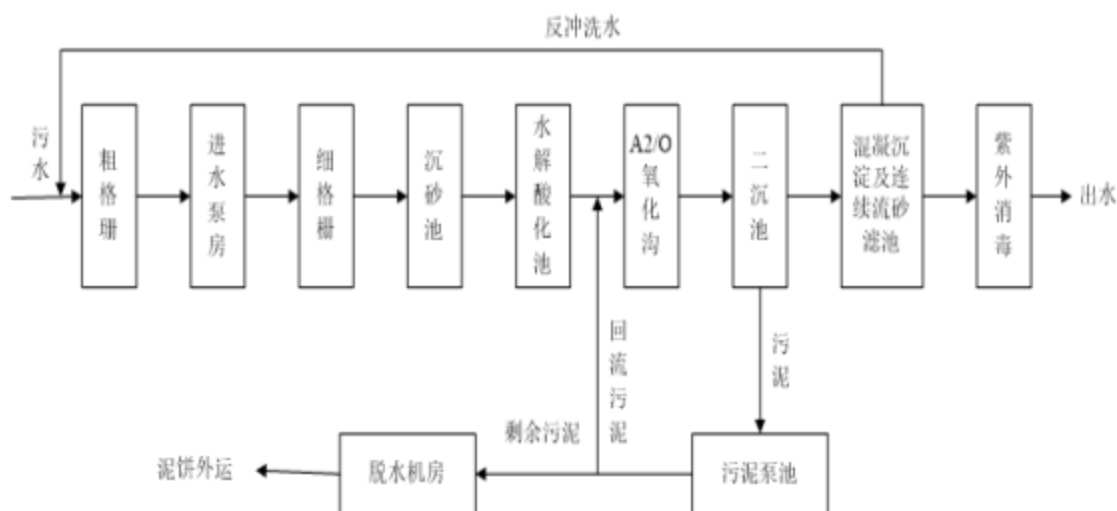 反冲洗水
污水
粗格珊
进水泵房
细格栅
沉砂池
水解酸化池
A2/O
氧化沟
二沉池
混凝沉
淀及连
续流砂
滤池
紫外消毒
出水
回流污泥
污泥
剩余污泥
泥饼外运
脱水机房
污泥泵池